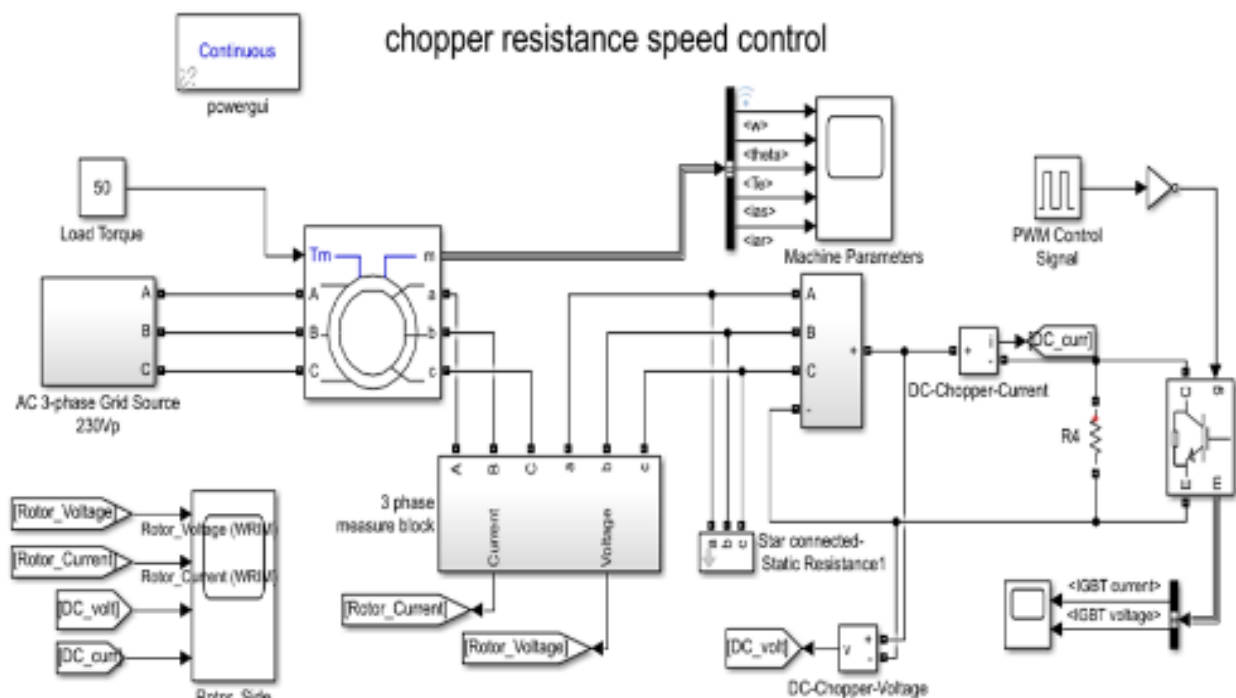 chopper resistance speed control
Continuous
powergui
50
Load Torque
Tm
m
A
B
C
a
b
c
A
B
C
AC 3-phase Grid Source
230Vp
<w>
<theta>
<Te>
<ias>
<iar>
Machine Parameters
PWM Control
Signal
A
B
C
+
-
+
i
-
[DC_curr]
DC-Chopper-Current
R4
C
g
E
m
A
B
C
a
b
c
3 phase
measure block
Current
Voltage
[Rotor_Current]
[Rotor_Voltage]
a
b
c
Star connected-
Static Resistance1
[DC_volt]
v
+
-
DC-Chopper-Voltage
<IGBT current>
<IGBT voltage>
[Rotor_Voltage]
Rotor_Voltage (WRIM)
[Rotor_Current]
Rotor_Current (WRIM)
[DC_volt]
[DC_curr]
Rotor_Side